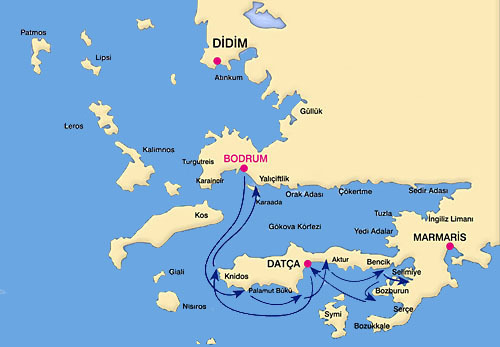 Patmos
DİDİM
Lipsi
Atınkum
Güllük
Leros
Kalimnos
Turgutreis
BODRUM
Karaincir
Yalıçiftlik
Karaada
Orak Adası
Çökertme
Sedir Adası
Kos
Tuzla
İngiliz Limanı
Gökova Körfezi
Yedi Adalar
MARMARİS
Giali
Knidos
DATÇA
Aktur
Bencik
Selimiye
Palamut Bükü
Bozburun
Nisıros
Symi
Serçe
Bozukkale